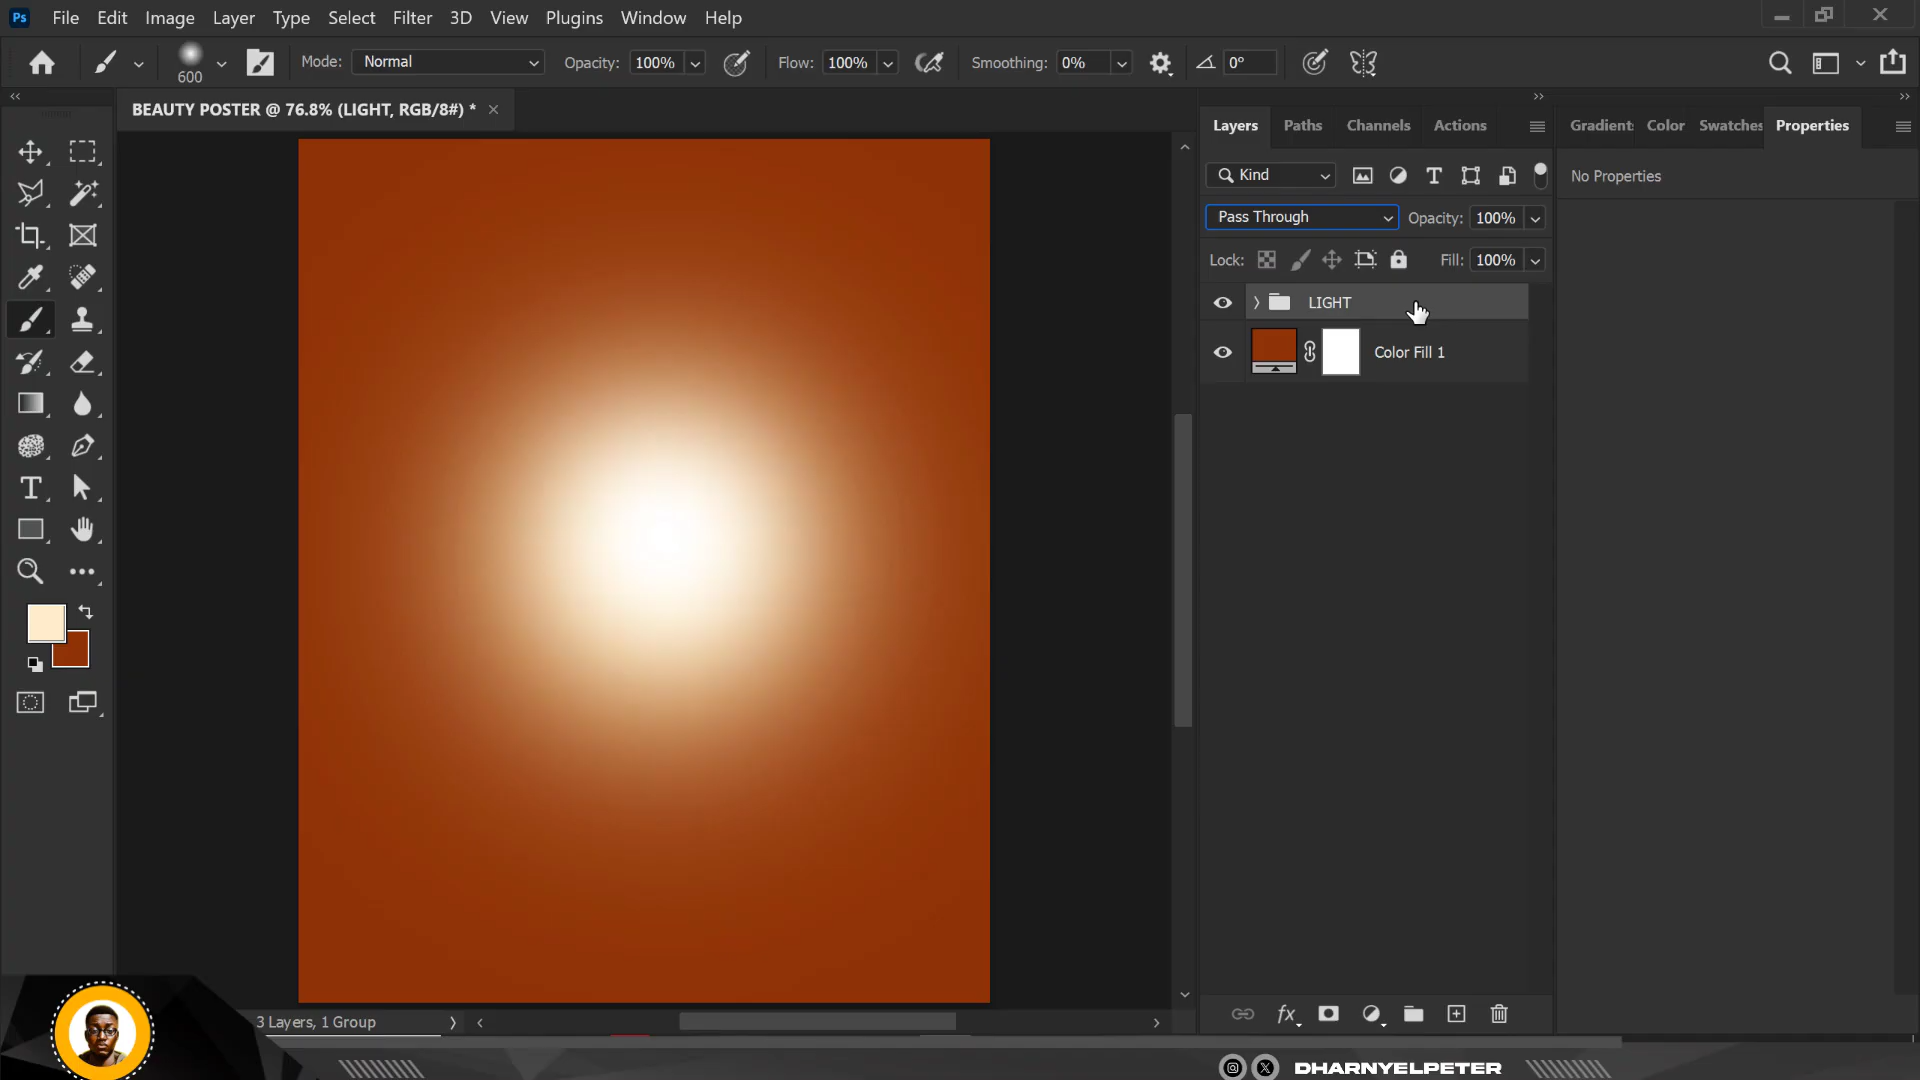 Ps File Edit Image Layer Type Select Filter 3D View Plugins Window Help
600 Mode: Normal Opacity: 100% Flow: 100% Smoothing: 0% 0°
BEAUTY POSTER @ 76.8% (LIGHT, RGB/8#) *
Layers Paths Channels Actions
Gradient Color Swatches Properties
Kind
No Properties
Pass Through Opacity: 100%
Lock: Fill: 100%
LIGHT
Color Fill 1
T
3 Layers, 1 Group
fx
DHARNYELPETER